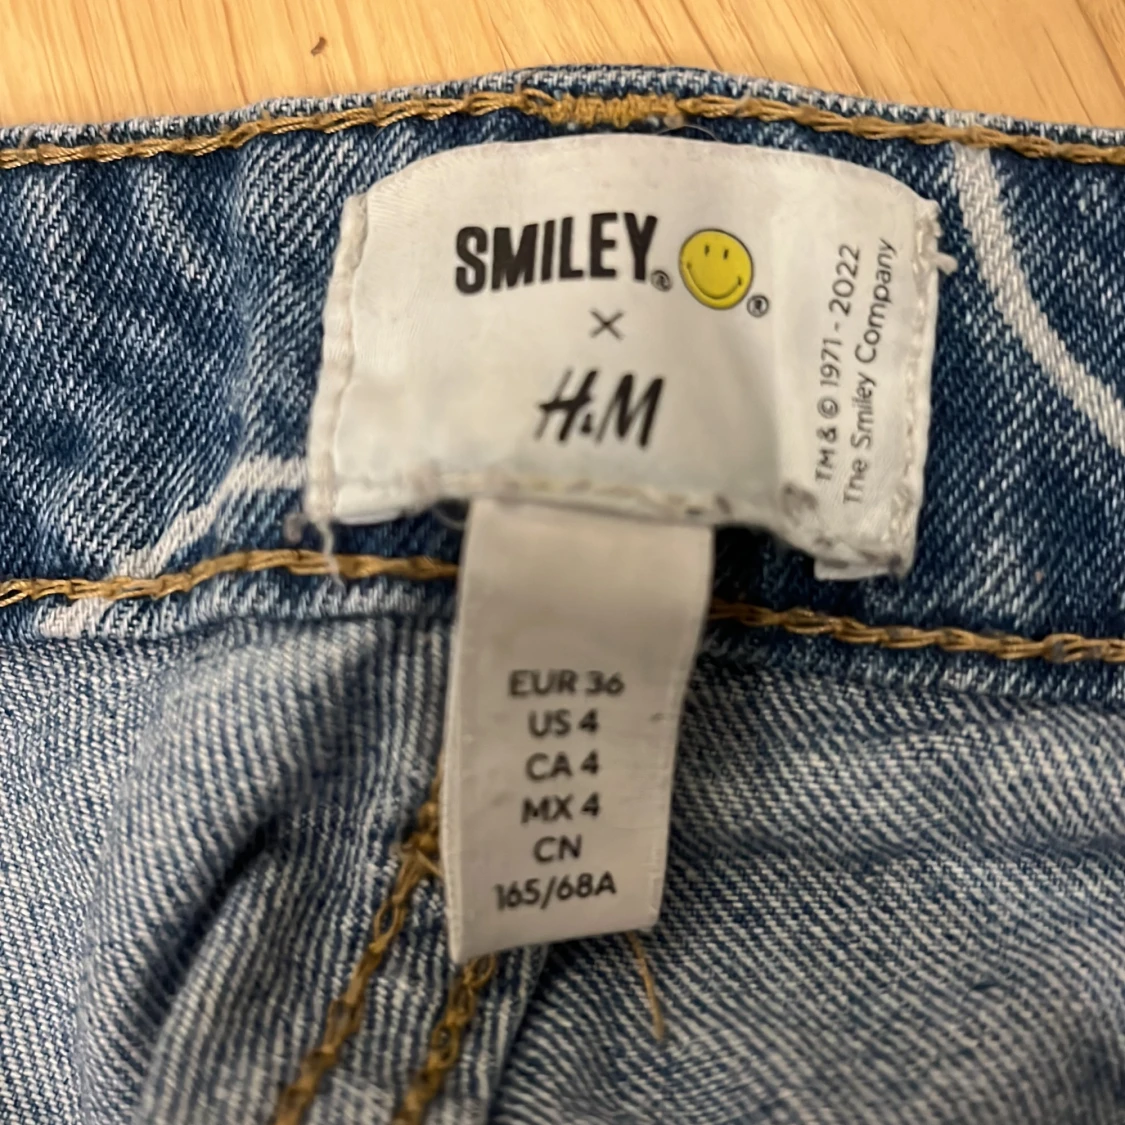 SMILEY®
®
×
H&M
TM & © 1971 - 2022
The Smiley Company
EUR 36
US 4
CA 4
MX 4
CN
165/68A